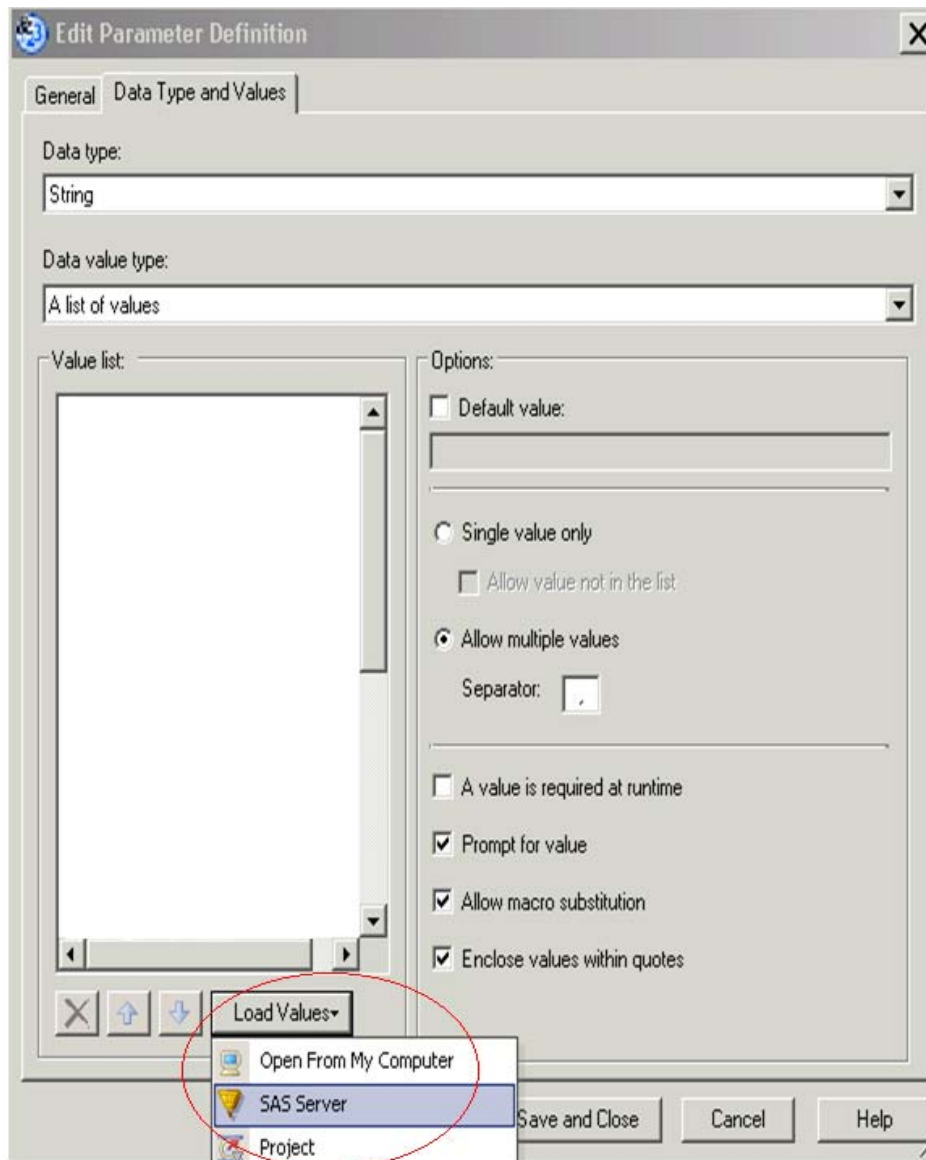 Edit Parameter Definition
General
Data Type and Values
Data type:
String
Data value type:
A list of values
Value list:
Options:
Default value:
Single value only
Allow value not in the list
Allow multiple values
Separator: ,
A value is required at runtime
Prompt for value
Allow macro substitution
Enclose values within quotes
Load Values
Open From My Computer
SAS Server
Project
Save and Close
Cancel
Help